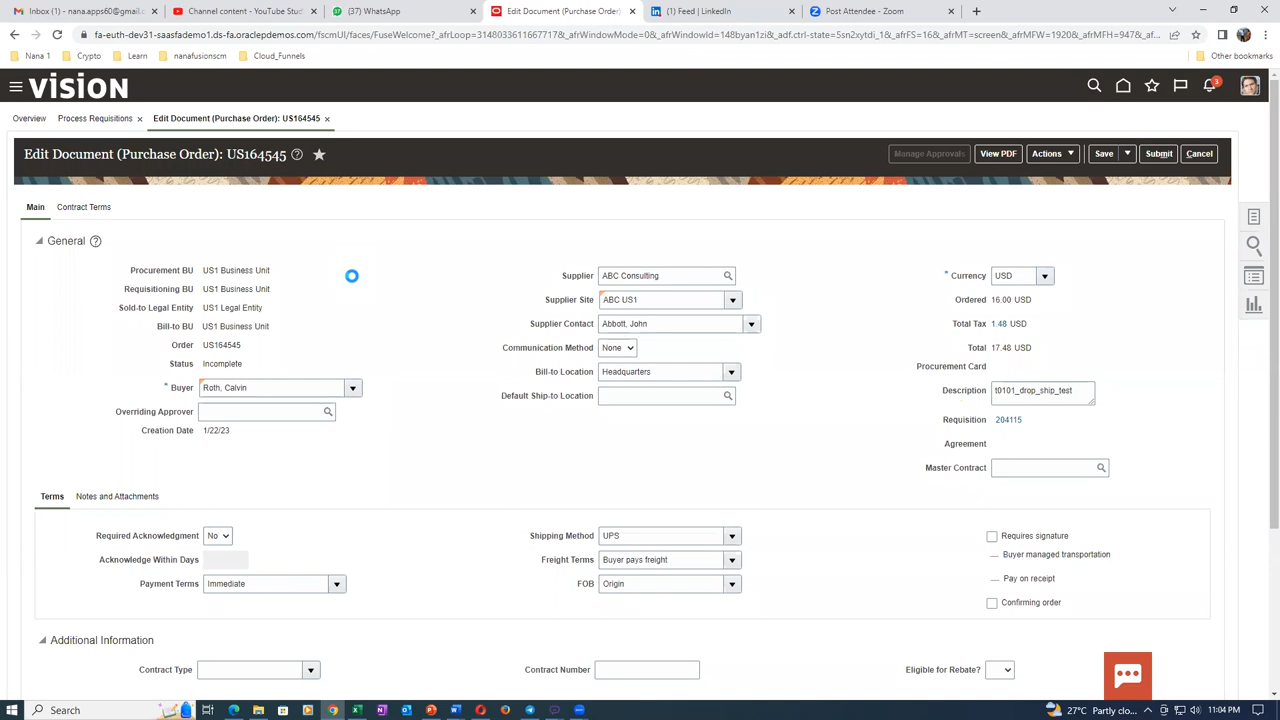 Inbox (1) - nana.apps60@gmail.c
Channel content - YouTube Stud
(37) WhatsApp
Edit Document (Purchase Order)
(1) Feed | LinkedIn
Post Attendee - Zoom
fa-euth-dev31-saasfademo1.ds-fa.oraclepdemos.com/fscmUI/faces/FuseWelcome?_afrLoop=3148033611667717&_afrWindowMode=0&_afrWindowId=148byan1zi&_adf.ctrl-state=5sn2xytdi_1&_afrFS=16&_afrMT=screen&_afrMFW=1920&_afrMFH=947&_afrMF...
Nana 1 Crypto Learn nanafusionscm Cloud_Funnels Other bookmarks
VISION
3
Overview Process Requisitions Edit Document (Purchase Order): US164545
Edit Document (Purchase Order): US164545
Manage Approvals View PDF Actions Save Submit Cancel
Main Contract Terms
General
Procurement BU US1 Business Unit
Requisitioning BU US1 Business Unit
Sold-to Legal Entity US1 Legal Entity
Bill-to BU US1 Business Unit
Order US164545
Status Incomplete
* Buyer Roth, Calvin
Overriding Approver
Creation Date 1/22/23
Supplier ABC Consulting
Supplier Site ABC US1
Supplier Contact Abbott, John
Communication Method None
Bill-to Location Headquarters
Default Ship-to Location
* Currency USD
Ordered 16.00 USD
Total Tax 1.48 USD
Total 17.48 USD
Procurement Card
Description t0101_drop_ship_test
Requisition 204115
Agreement
Master Contract
Terms Notes and Attachments
Required Acknowledgment No
Acknowledge Within Days
Payment Terms Immediate
Shipping Method UPS
Freight Terms Buyer pays freight
FOB Origin
Requires signature
Buyer managed transportation
Pay on receipt
Confirming order
Additional Information
Contract Type
Contract Number
Eligible for Rebate?
Search
27°C Partly clo...
11:04 PM